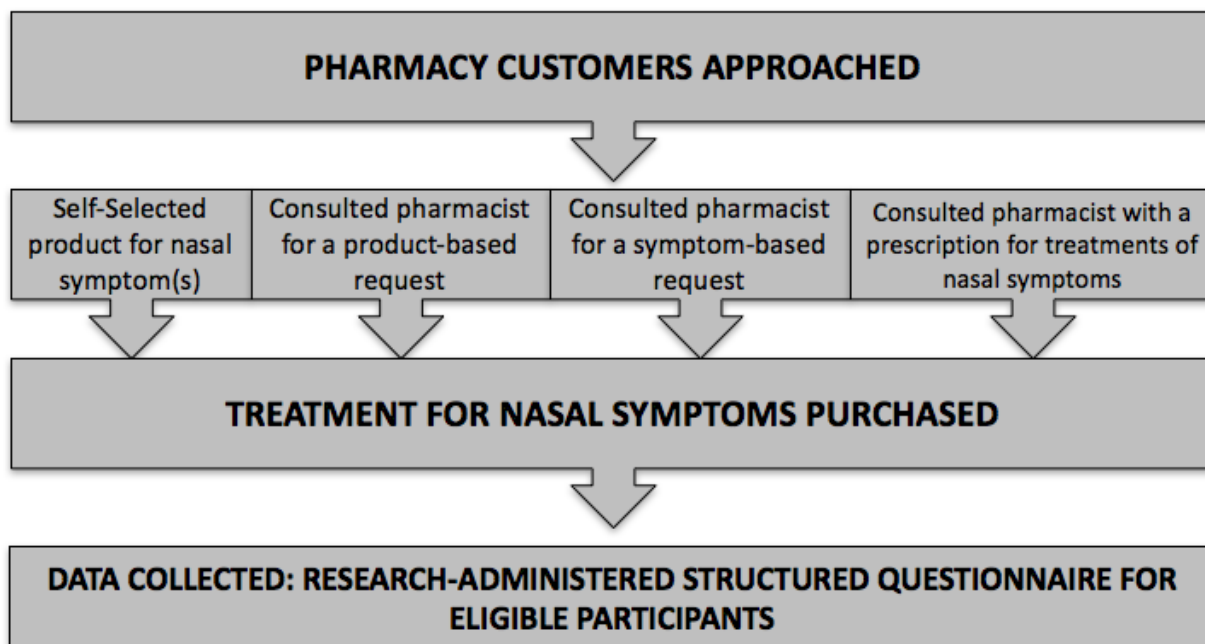 PHARMACY CUSTOMERS APPROACHED
Self-Selected
product for nasal
symptom(s)
Consulted pharmacist
for a product-based
request
Consulted pharmacist
for a symptom-based
request
Consulted pharmacist with a
prescription for treatments of
nasal symptoms
TREATMENT FOR NASAL SYMPTOMS PURCHASED
DATA COLLECTED: RESEARCH-ADMINISTERED STRUCTURED QUESTIONNAIRE FOR
ELIGIBLE PARTICIPANTS